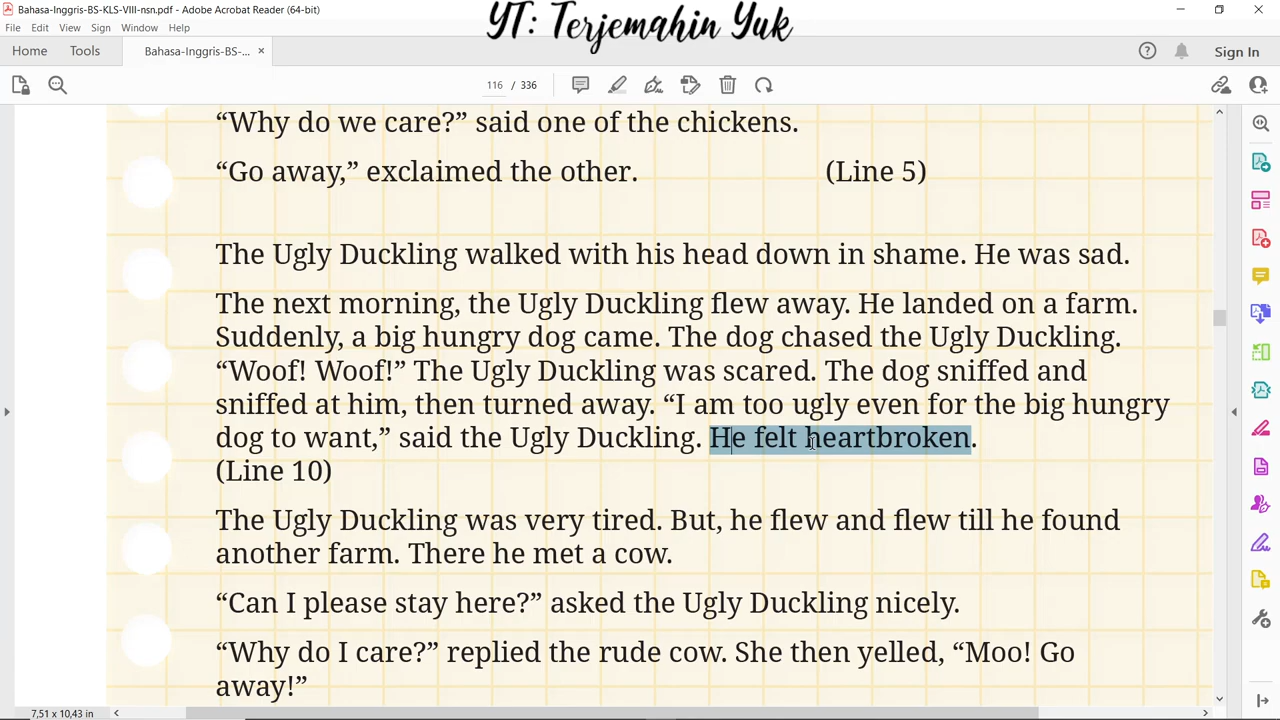 Bahasa-Inggris-BS-KLS-VIII-nsn.pdf - Adobe Acrobat Reader (64-bit)
YT: Terjemahin Yuk
File Edit View Sign Window Help
Home Tools Bahasa-Inggris-BS-... × Sign In
116 / 336
“Why do we care?” said one of the chickens.
“Go away,” exclaimed the other. (Line 5)
The Ugly Duckling walked with his head down in shame. He was sad.
The next morning, the Ugly Duckling flew away. He landed on a farm.
Suddenly, a big hungry dog came. The dog chased the Ugly Duckling.
“Woof! Woof!” The Ugly Duckling was scared. The dog sniffed and
sniffed at him, then turned away. “I am too ugly even for the big hungry
dog to want,” said the Ugly Duckling. He felt heartbroken.
(Line 10)
The Ugly Duckling was very tired. But, he flew and flew till he found
another farm. There he met a cow.
“Can I please stay here?” asked the Ugly Duckling nicely.
“Why do I care?” replied the rude cow. She then yelled, “Moo! Go
away!”
7,51 x 10,43 in